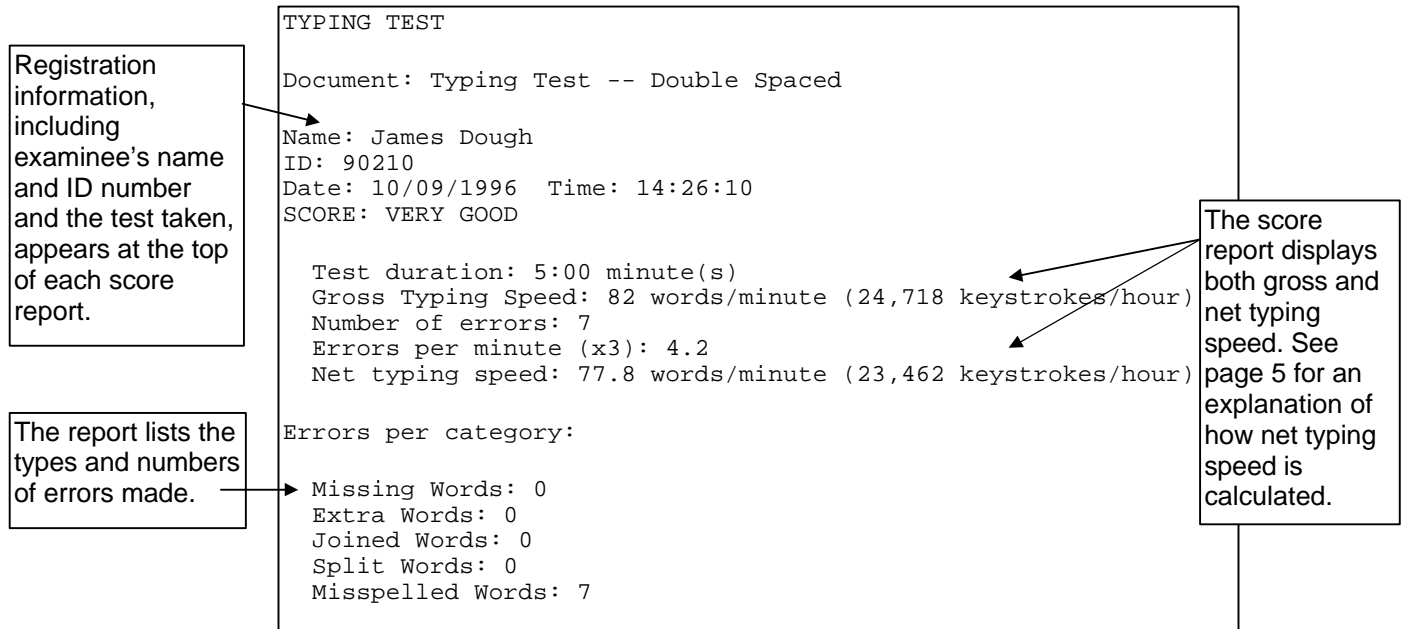 TYPING TEST
Document: Typing Test -- Double Spaced
Name: James Dough
ID: 90210
Date: 10/09/1996  Time: 14:26:10
SCORE: VERY GOOD
Test duration: 5:00 minute(s)
Gross Typing Speed: 82 words/minute (24,718 keystrokes/hour)
Number of errors: 7
Errors per minute (x3): 4.2
Net typing speed: 77.8 words/minute (23,462 keystrokes/hour)
Errors per category:
Missing Words: 0
Extra Words: 0
Joined Words: 0
Split Words: 0
Misspelled Words: 7
Registration
information,
including
examinee’s name
and ID number
and the test taken,
appears at the top
of each score
report.
The report lists the
types and numbers
of errors made.
The score
report displays
both gross and
net typing
speed. See
page 5 for an
explanation of
how net typing
speed is
calculated.